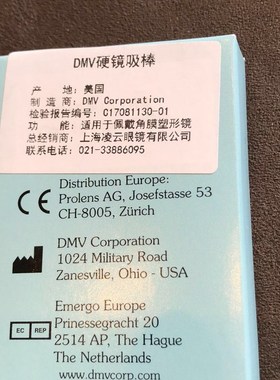 DMV硬镜吸棒
产 地: 美国
制 造 商: DMV Corporation
检验报告编号: C17081130-01
功 能: 适用于佩戴角膜塑形镜
总经销商: 上海凌云眼镜有限公司
联系电话: 021-33886095
CE Distribution Europe:
Prolens AG, Josefstasse 53
CH-8005, Zürich
DMV Corporation
1024 Military Road
Zanesville, Ohio - USA
Emergo Europe
EC REP Prinsessegracht 20
2514 AP, The Hague
The Netherlands
www.dmvcorp.com